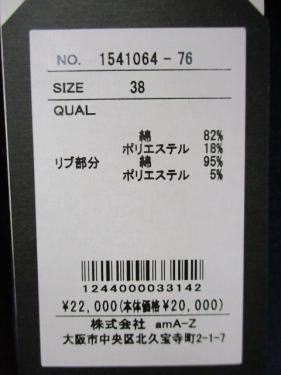 NO. 1541064-76
SIZE 38
QUAL
綿 82%
ポリエステル 18%
リブ部分 綿 95%
ポリエステル 5%
1244000033142
¥22,000(本体価格¥20,000)
株式会社 amA-Z
大阪市中央区北久宝寺町2-1-7